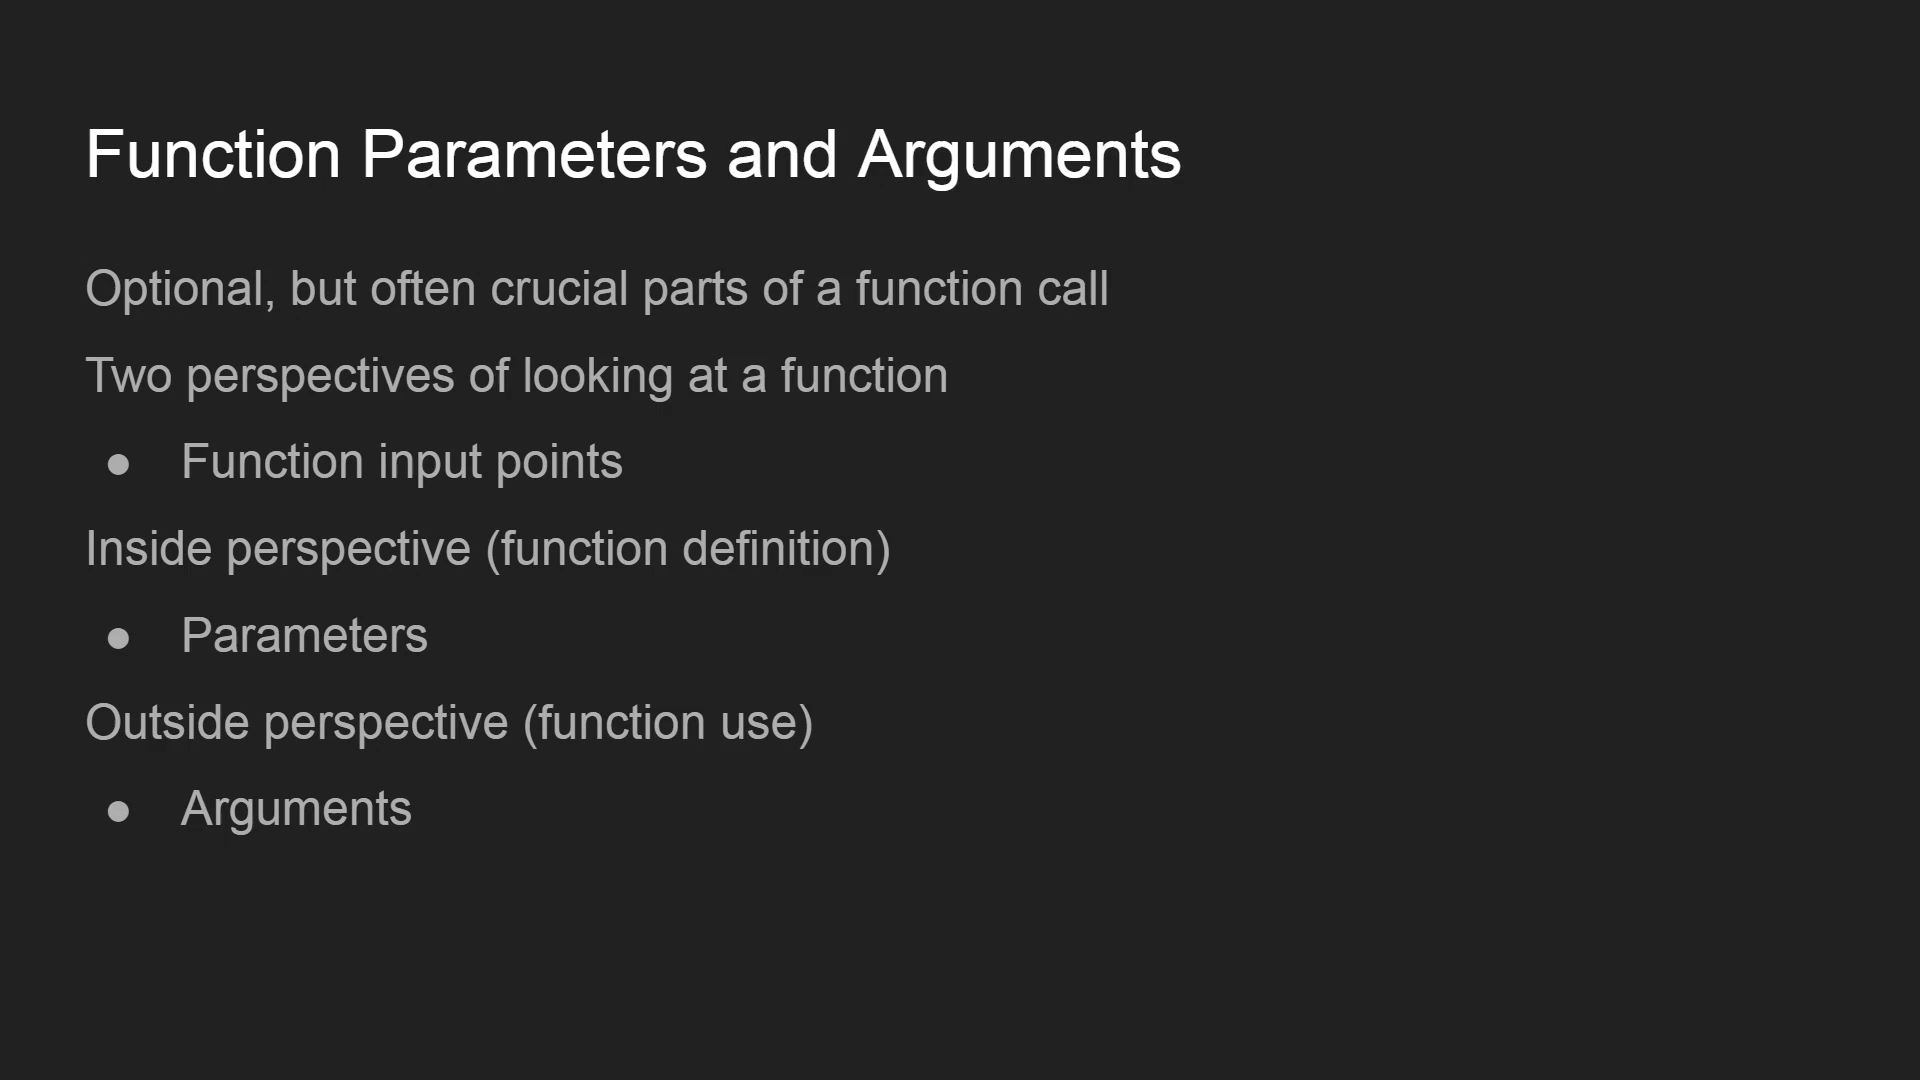 Function Parameters and Arguments
Optional, but often crucial parts of a function call
Two perspectives of looking at a function
● Function input points
Inside perspective (function definition)
● Parameters
Outside perspective (function use)
● Arguments